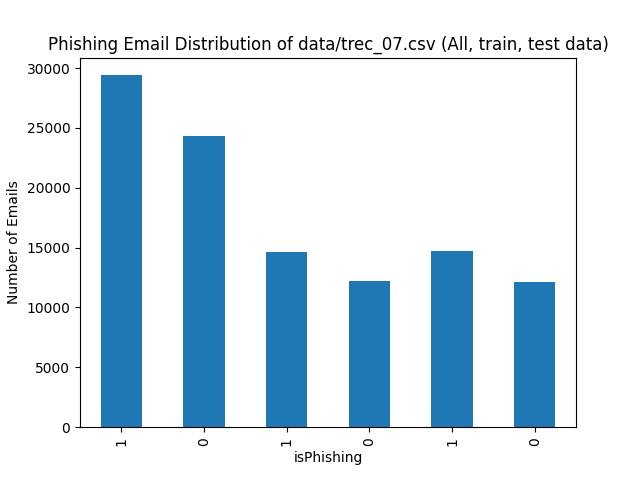 Phishing Email Distribution of data/trec_07.csv (All, train, test data)
30000
25000
20000
15000
10000
5000
0
Number of Emails
1 0 1 0 1 0
isPhishing